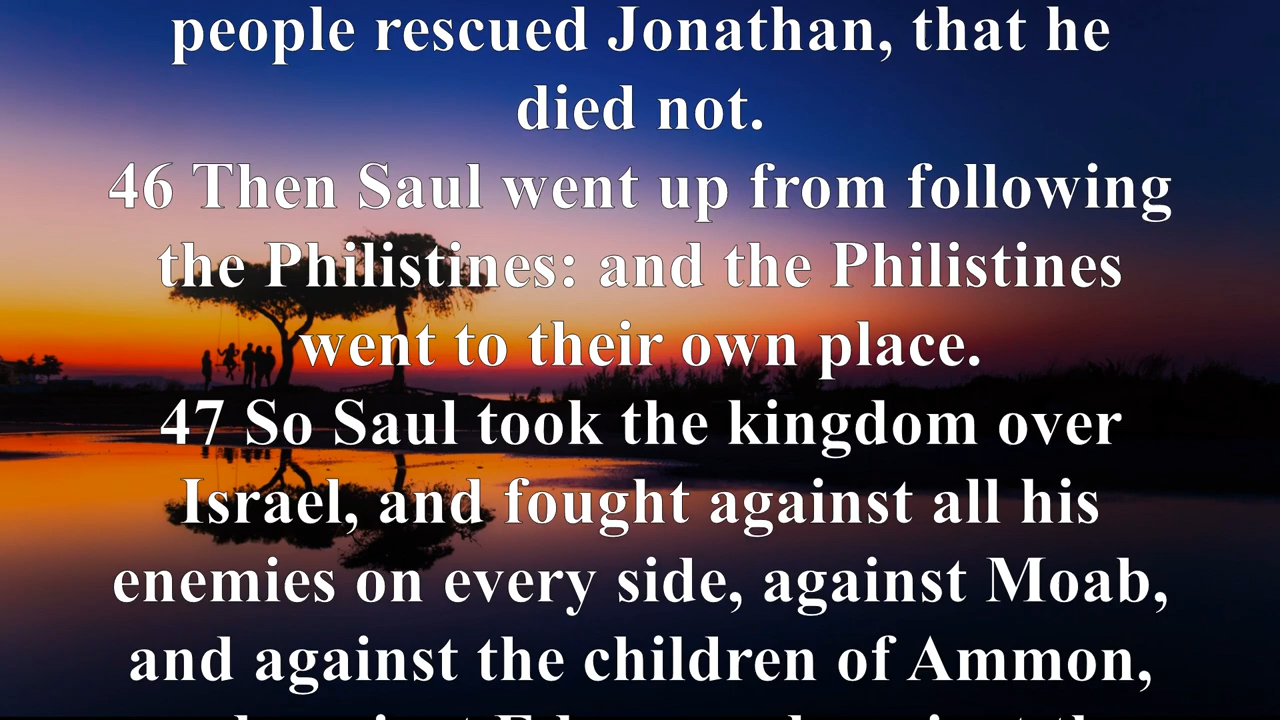 people rescued Jonathan, that he
died not.
46 Then Saul went up from following
the Philistines: and the Philistines
went to their own place.
47 So Saul took the kingdom over
Israel, and fought against all his
enemies on every side, against Moab,
and against the children of Ammon,